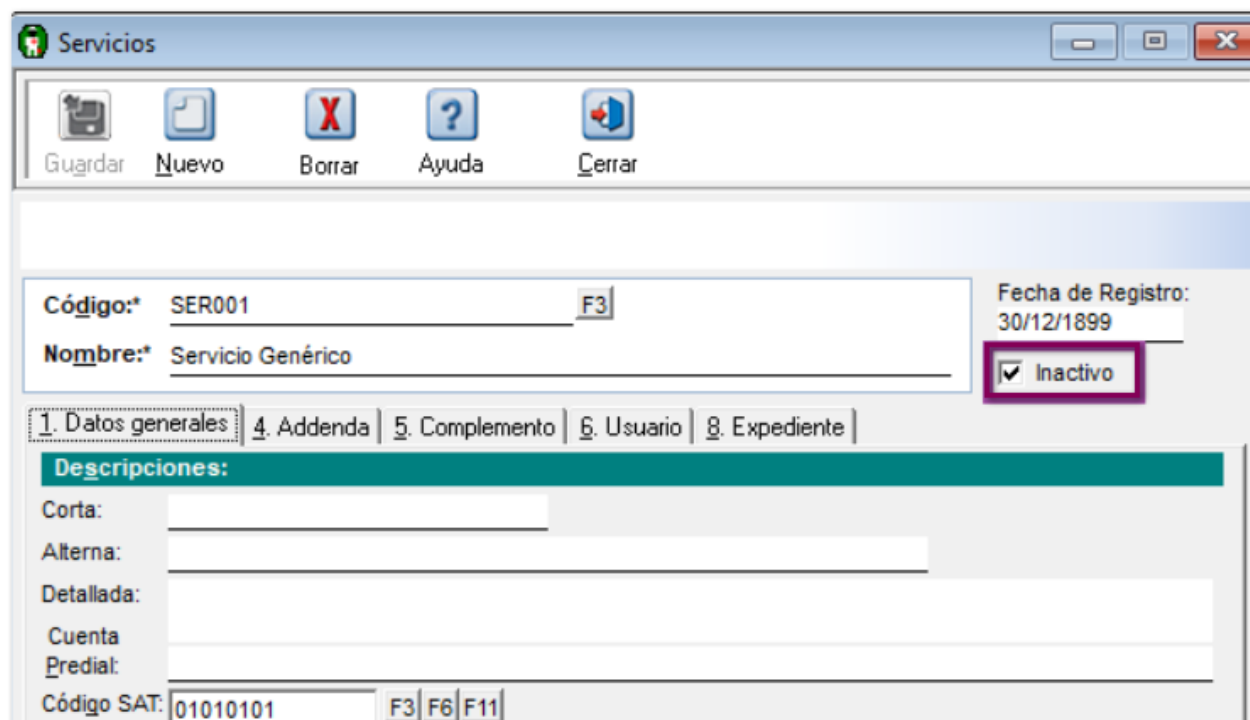 Servicios
Guardar Nuevo Borrar Ayuda Cerrar
Código:* SER001 F3
Fecha de Registro:
30/12/1899
Nombre:* Servicio Genérico
Inactivo
1. Datos generales 4. Addenda 5. Complemento 6. Usuario 8. Expediente
Descripciones:
Corta:
Alterna:
Detallada:
Cuenta
Predial:
Código SAT: 01010101 F3 F6 F11